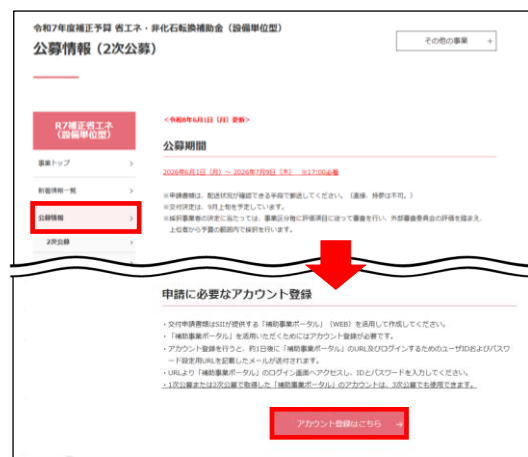 令和7年度補正予算 省エネ・非化石転換補助金（設備単位型）
公募情報（2次公募）
その他の事業 +
R7補正省エネ
（設備単位型）
事業トップ >
新着情報一覧 >
公募情報 >
2次公募 >
＜令和8年6月1日（月）更新＞
公募期間
2026年6月1日（月）～ 2026年7月9日（木） ※17:00必着
※申請書類は、配送状況が確認できる手段で郵送してください。（直接、持参は不可。）
※交付決定は、9月上旬を予定しています。
※採択事業者の決定に当たっては、事業区分毎に評価項目に従って審査を行い、外部審査委員会の評価を踏まえ、
上位者から予算の範囲内で採択を行います。
申請に必要なアカウント登録
・交付申請書類はSIIが提供する「補助事業ポータル」（WEB）を活用して作成してください。
・「補助事業ポータル」を活用いただくためにはアカウント登録が必要です。
・アカウント登録を行うと、約1日後に「補助事業ポータル」のURL及びログインするためのユーザIDおよびパスワ
ード設定用URLを記載したメールが送付されます。
・URLより「補助事業ポータル」のログイン画面へアクセスし、IDとパスワードを入力してください。
・1次公募または2次公募で取得した「補助事業ポータル」のアカウントは、3次公募でも使用できます。
アカウント登録はこちら →